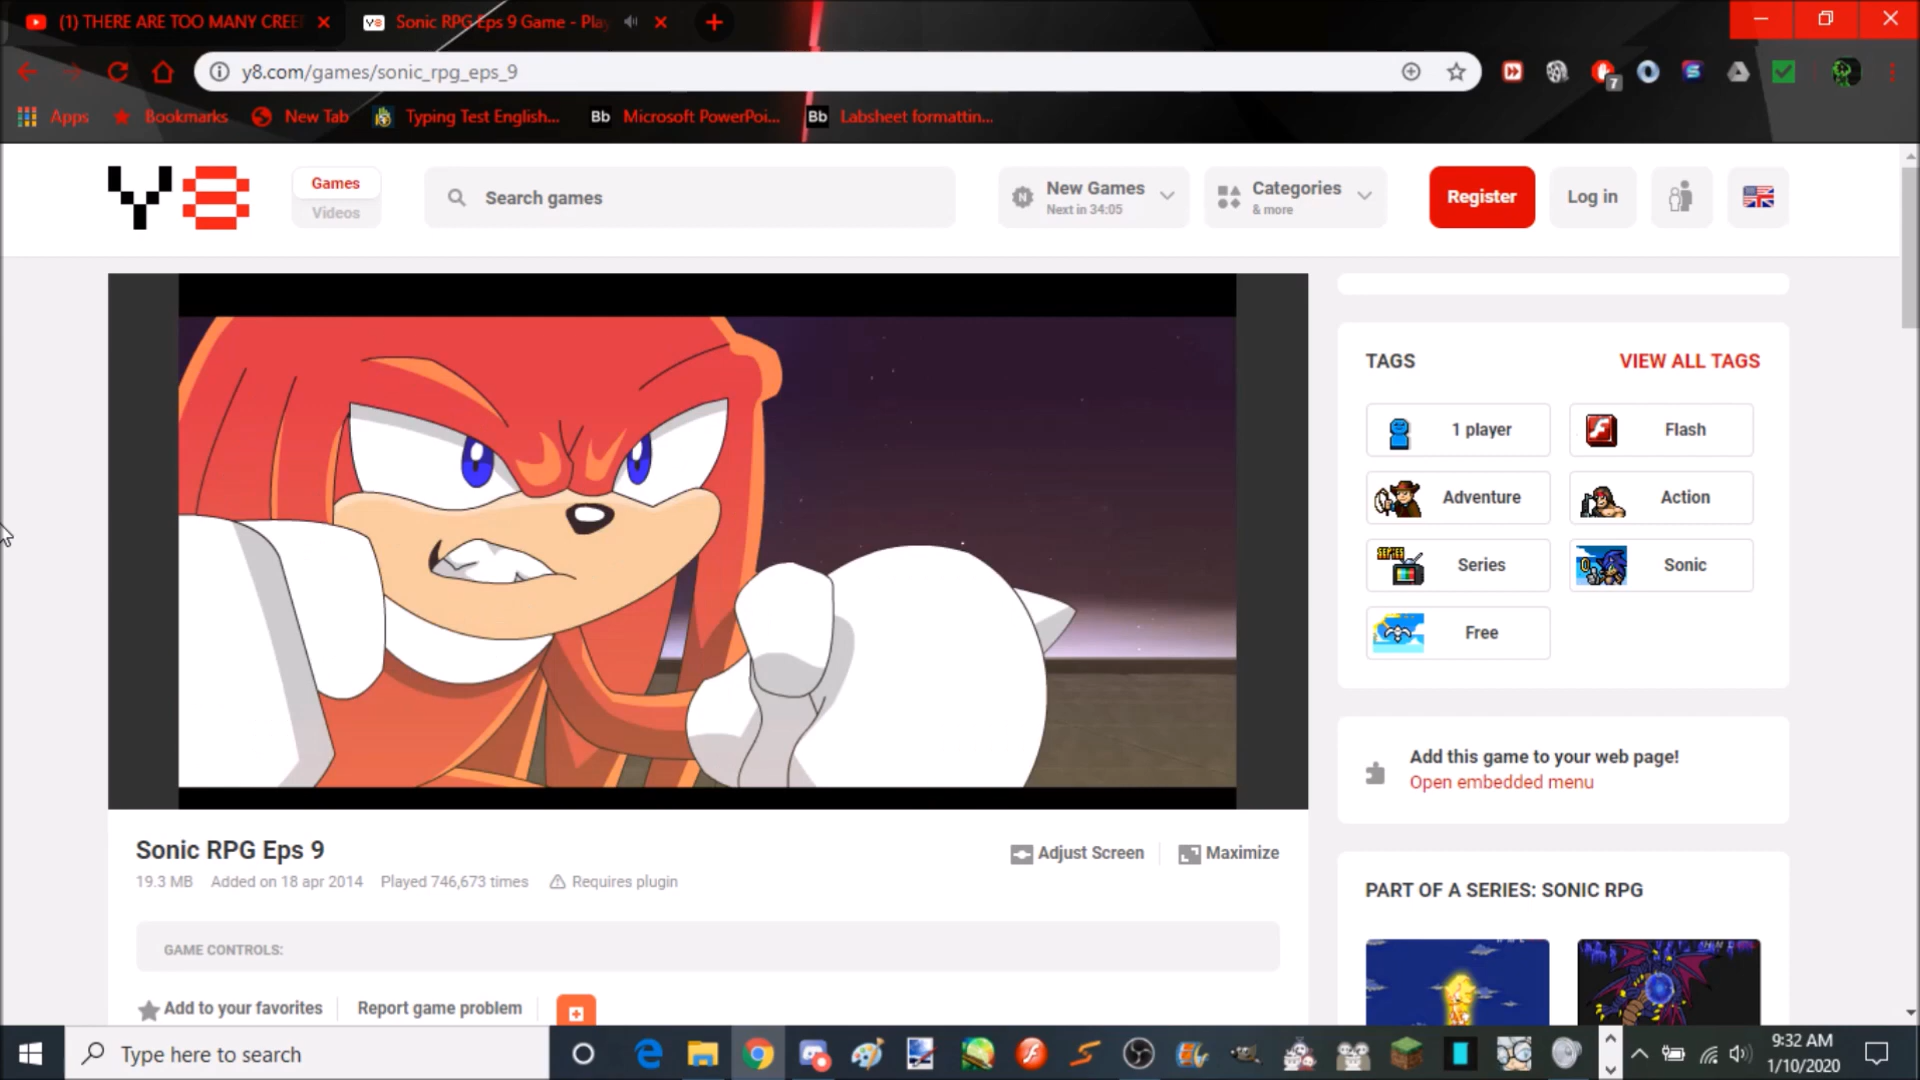 (1) THERE ARE TOO MANY CREE
Y8 Sonic RPG Eps 9 Game - Play
y8.com/games/sonic_rpg_eps_9
7
Apps Bookmarks New Tab Typing Test English... Bb Microsoft PowerPoi... Bb Labsheet formattin...
Y8
Games
Videos
Search games
New Games
Next in 34:05
Categories
& more
Register
Log in
TAGS
VIEW ALL TAGS
1 player
Flash
Adventure
Action
SERIES
Series
Sonic
Free
Add this game to your web page!
Open embedded menu
Sonic RPG Eps 9
Adjust Screen
Maximize
19.3 MB Added on 18 apr 2014 Played 746,673 times Requires plugin
PART OF A SERIES: SONIC RPG
GAME CONTROLS:
Add to your favorites
Report game problem
Type here to search
9:32 AM
1/10/2020